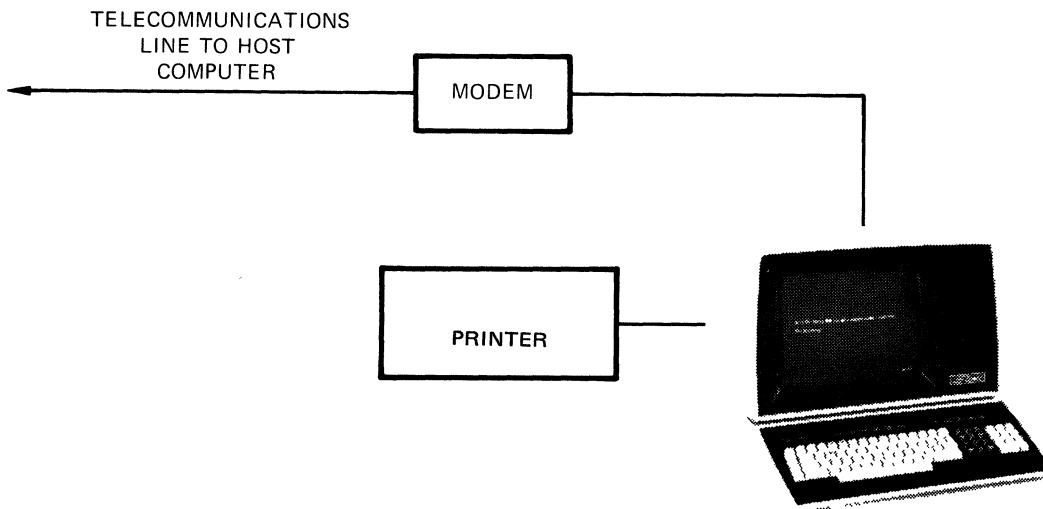 TELECOMMUNICATIONS
LINE TO HOST
COMPUTER
MODEM
PRINTER